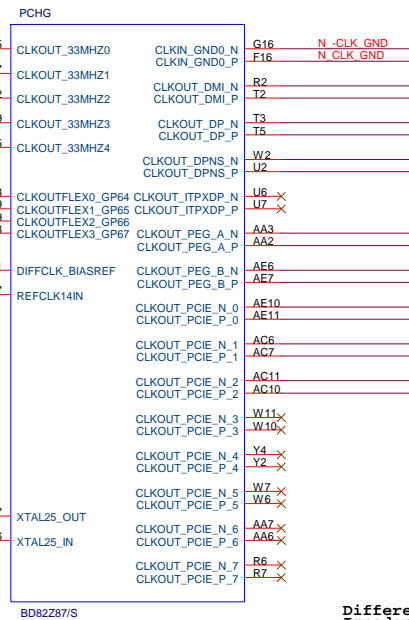 PCHG
CLKOUT_33MHZ0
CLKOUT_33MHZ1
CLKOUT_33MHZ2
CLKOUT_33MHZ3
CLKOUT_33MHZ4
CLKOUTFLEX0_GP64
CLKOUTFLEX1_GP65
CLKOUTFLEX2_GP66
CLKOUTFLEX3_GP67
DIFFCLK_BIASREF
REFCLK14IN
XTAL25_OUT
XTAL25_IN
CLKIN_GND0_N G16 N_-CLK_GND
CLKIN_GND0_P F16 N_CLK_GND
CLKOUT_DMI_N R2
CLKOUT_DMI_P T2
CLKOUT_DP_N T3
CLKOUT_DP_P T5
CLKOUT_DPNS_N W2
CLKOUT_DPNS_P U2
CLKOUT_ITPXDP_N U6
CLKOUT_ITPXDP_P U7
CLKOUT_PEG_A_N AA3
CLKOUT_PEG_A_P AA2
CLKOUT_PEG_B_N AE6
CLKOUT_PEG_B_P AE7
CLKOUT_PCIE_N_0 AE10
CLKOUT_PCIE_P_0 AE11
CLKOUT_PCIE_N_1 AC6
CLKOUT_PCIE_P_1 AC7
CLKOUT_PCIE_N_2 AC11
CLKOUT_PCIE_P_2 AC10
CLKOUT_PCIE_N_3 W11
CLKOUT_PCIE_P_3 W10
CLKOUT_PCIE_N_4 Y4
CLKOUT_PCIE_P_4 Y2
CLKOUT_PCIE_N_5 W7
CLKOUT_PCIE_P_5 W6
CLKOUT_PCIE_N_6 AA7
CLKOUT_PCIE_P_6 AA6
CLKOUT_PCIE_N_7 R6
CLKOUT_PCIE_P_7 R7
BD82Z87/S
Differe